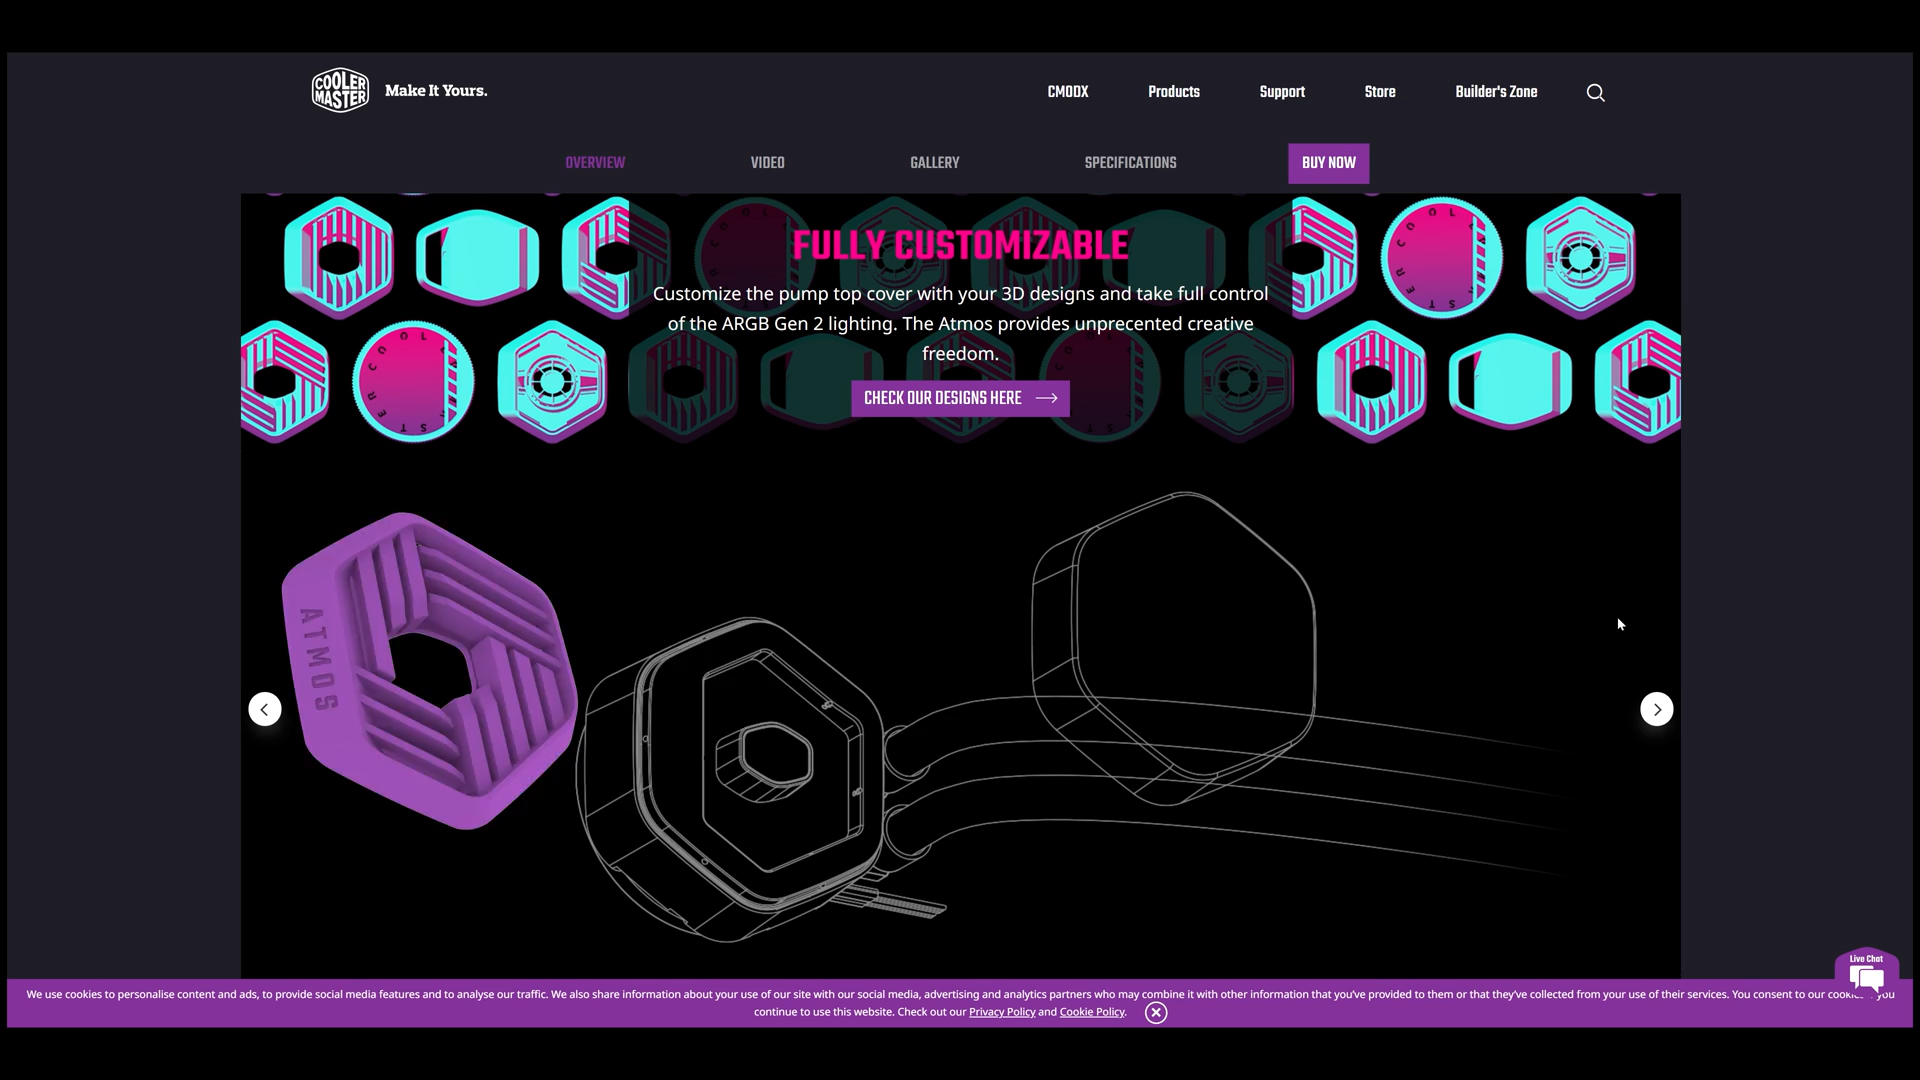 COOLER MASTER
Make It Yours.
CMODX
Products
Support
Store
Builder's Zone
OVERVIEW
VIDEO
GALLERY
SPECIFICATIONS
BUY NOW
FULLY CUSTOMIZABLE
Customize the pump top cover with your 3D designs and take full control
of the ARGB Gen 2 lighting. The Atmos provides unprecented creative
freedom.
CHECK OUR DESIGNS HERE
ATMOS
Live Chat
We use cookies to personalise content and ads, to provide social media features and to analyse our traffic. We also share information about your use of our site with our social media, advertising and analytics partners who may combine it with other information that you’ve provided to them or that they’ve collected from your use of their services. You consent to our you
continue to use this website. Check out our Privacy Policy and Cookie Policy.